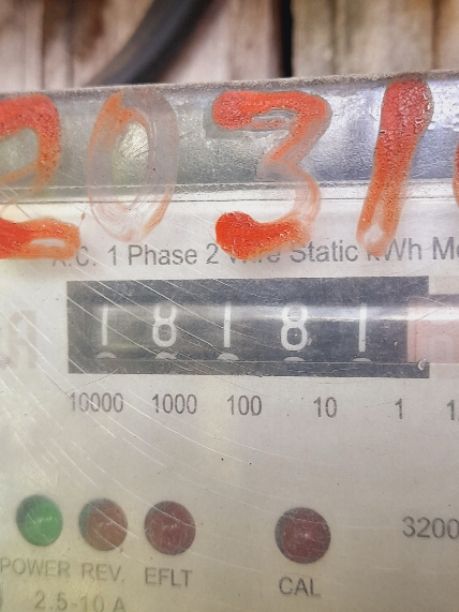 2031
A.C. 1 Phase 2 Wire Static kWh
18181
10000 1000 100 10 1
3200
POWER REV. EFLT CAL
2.5-10 A